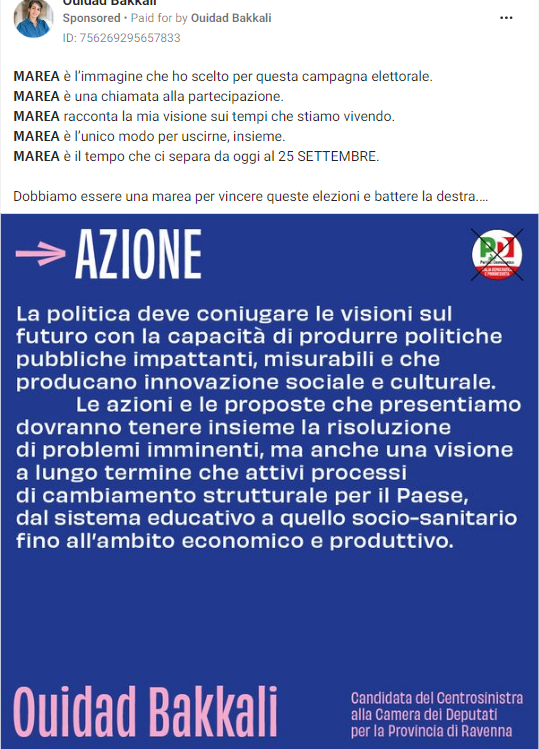 Ouidad Bakkali
Sponsored • Paid for by Ouidad Bakkali
ID: 756269295657833
MAREA è l'immagine che ho scelto per questa campagna elettorale.
MAREA è una chiamata alla partecipazione.
MAREA racconta la mia visione sui tempi che stiamo vivendo.
MAREA è l'unico modo per uscirne, insieme.
MAREA è il tempo che ci separa da oggi al 25 SETTEMBRE.
Dobbiamo essere una marea per vincere queste elezioni e battere la destra....
AZIONE
PD
La politica deve coniugare le visioni sul
futuro con la capacità di produrre politiche
pubbliche impattanti, misurabili e che
producano innovazione sociale e culturale.
Le azioni e le proposte che presentiamo
dovranno tenere insieme la risoluzione
di problemi imminenti, ma anche una visione
a lungo termine che attivi processi
di cambiamento strutturale per il Paese,
dal sistema educativo a quello socio-sanitario
fino all'ambito economico e produttivo.
Ouidad Bakkali
Candidata del Centrosinistra
alla Camera dei Deputati
per la Provincia di Ravenna